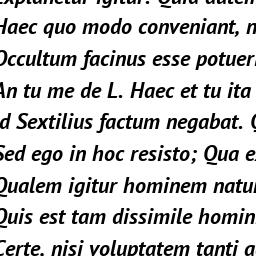 explanetur igitur. Quid autem
Haec quo modo conveniant, n
Occultum facinus esse potuer
An tu me de L. Haec et tu ita
id Sextilius factum negabat. Q
Sed ego in hoc resisto; Qua e
Qualem igitur hominem natu
Quis est tam dissimile homin
Certe, nisi voluptatem tanti a